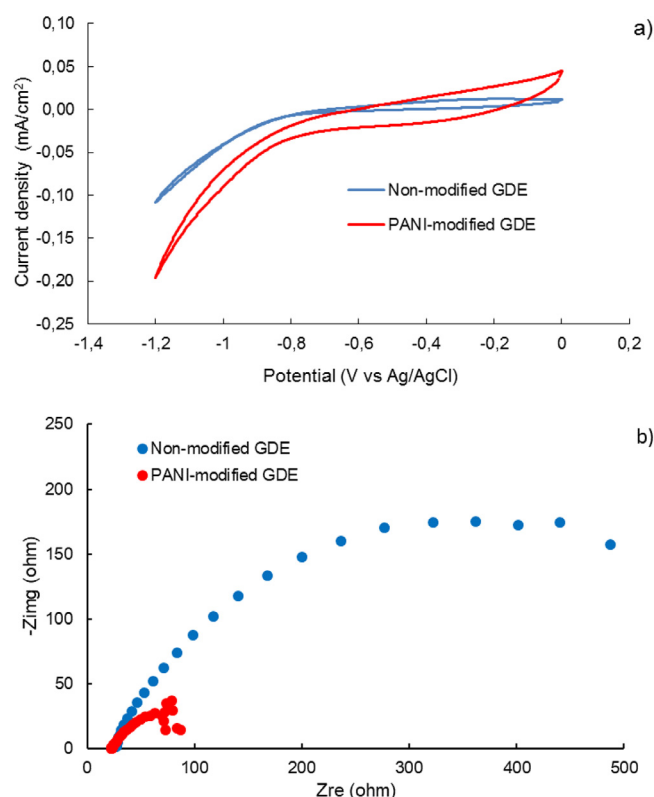 a)
0,10
0,05
0,00
-0,05
-0,10
-0,15
-0,20
-0,25
Current density (mA/cm²)
Non-modified GDE
PANI-modified GDE
-1,4 -1,2 -1 -0,8 -0,6 -0,4 -0,2 0 0,2
Potential (V vs Ag/AgCl)
b)
-250
200
150
100
50
0
-Zimg (ohm)
Non-modified GDE
PANI-modified GDE
0 100 200 300 400 500
Zre (ohm)